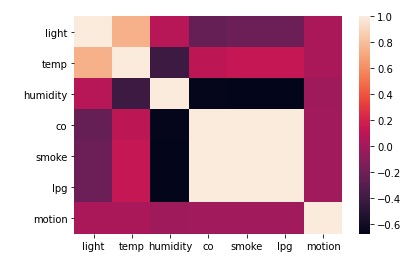 light
temp
humidity
co
smoke
lpg
motion
light temp humidity co smoke lpg motion
1.0
0.8
0.6
0.4
0.2
0.0
−0.2
−0.4
−0.6